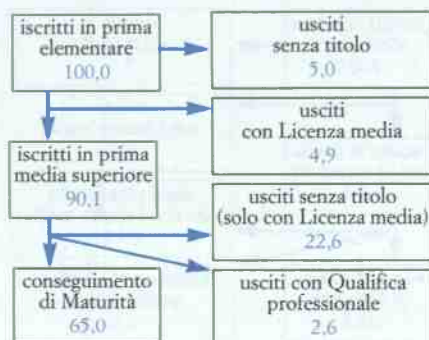 iscritti in prima
elementare
100,0
usciti
senza titolo
5,0
usciti
con Licenza media
4,9
iscritti in prima
media superiore
90,1
usciti senza titolo
(solo con Licenza media)
22,6
conseguimento
di Maturità
65,0
usciti con Qualifica
professionale
2,6